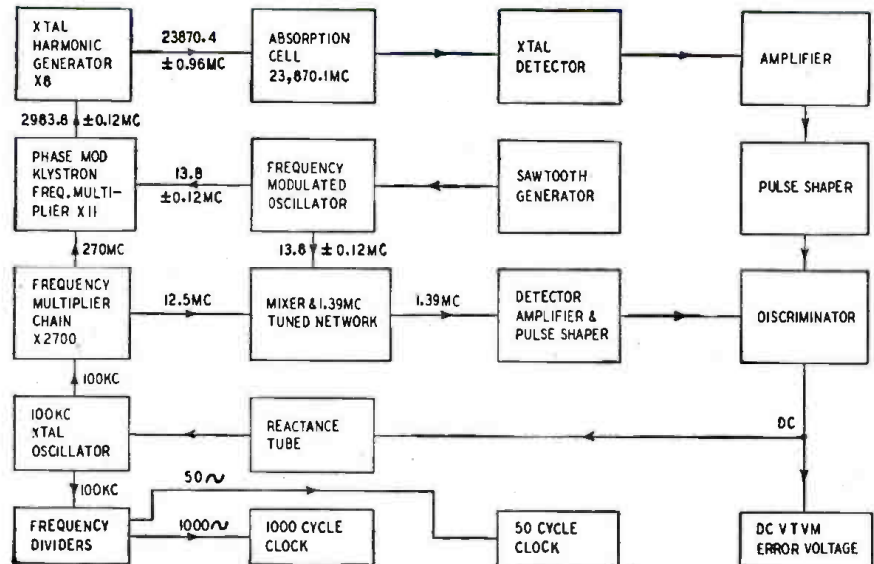 XTAL
HARMONIC
GENERATOR
X8
23870.4
± 0.96MC
ABSORPTION
CELL
23,870.1MC
XTAL
DETECTOR
AMPLIFIER
2983.8 ±0.12MC
PHASE MOD
KLYSTRON
FREQ. MULTI-
PLIER X11
13.8
±0.12MC
FREQUENCY
MODULATED
OSCILLATOR
SAWTOOTH
GENERATOR
PULSE SHAPER
270MC
13.8 ± 0.12MC
FREQUENCY
MULTIPLIER
CHAIN
X2700
12.5MC
MIXER & 1.39MC
TUNED NETWORK
1.39MC
DETECTOR
AMPLIFIER &
PULSE SHAPER
DISCRIMINATOR
100KC
100KC
XTAL
OSCILLATOR
REACTANCE
TUBE
DC
100KC
50~
FREQUENCY
DIVIDERS
1000~
1000 CYCLE
CLOCK
50 CYCLE
CLOCK
DC VTVM
ERROR VOLTAGE